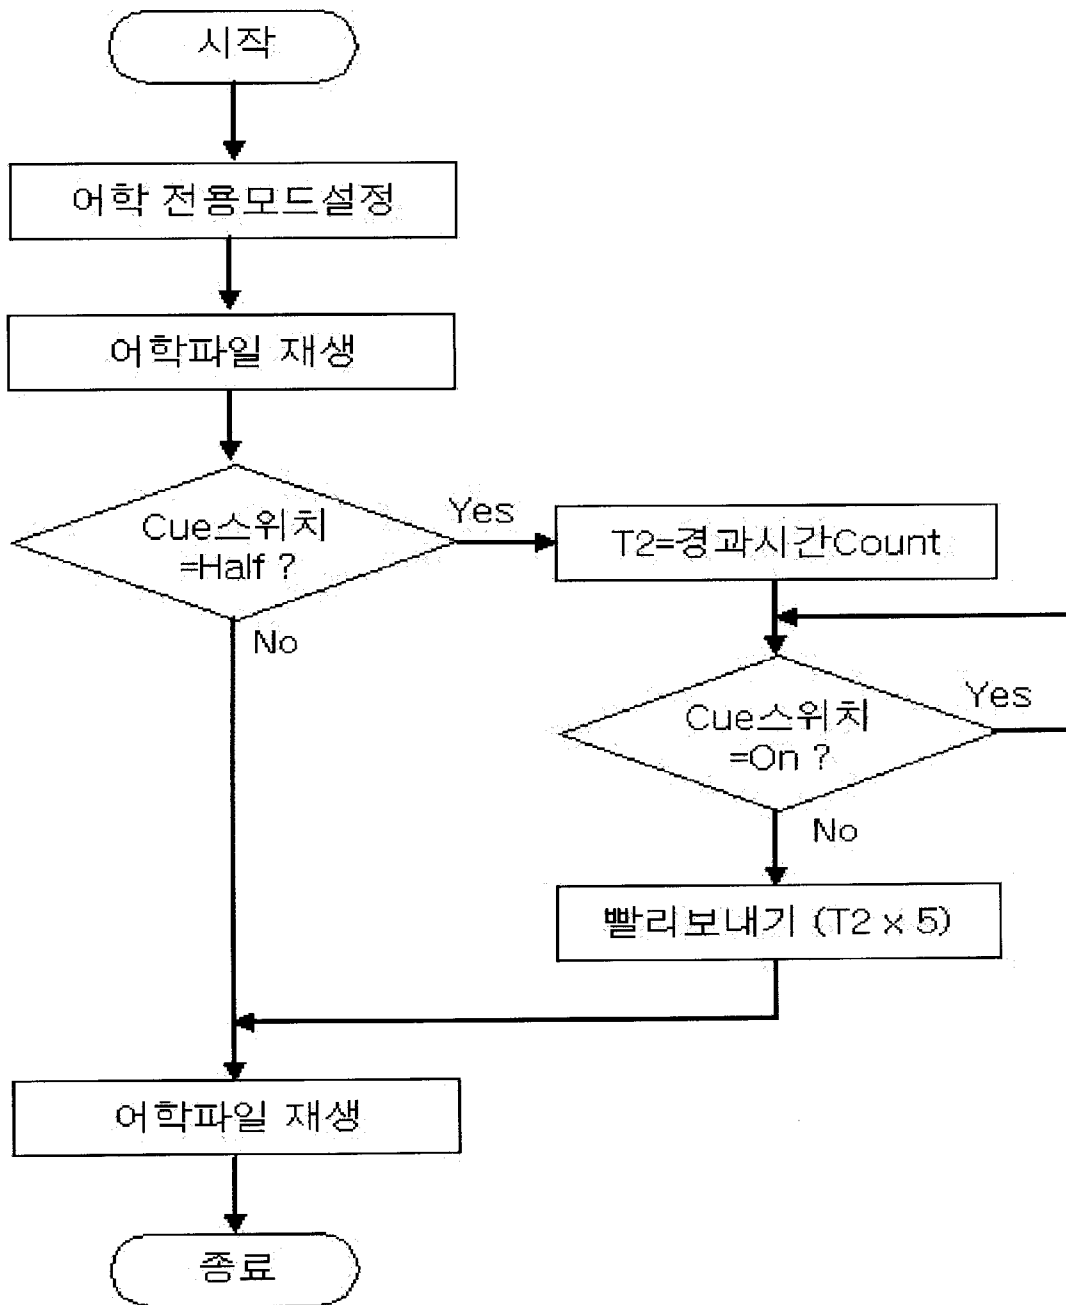 시작
어학 전용모드설정
어학파일 재생
Cue스위치
=Half ?
Yes
No
T2=경과시간Count
Cue스위치
=On ?
Yes
No
빨리보내기 (T2 x 5)
어학파일 재생
종료